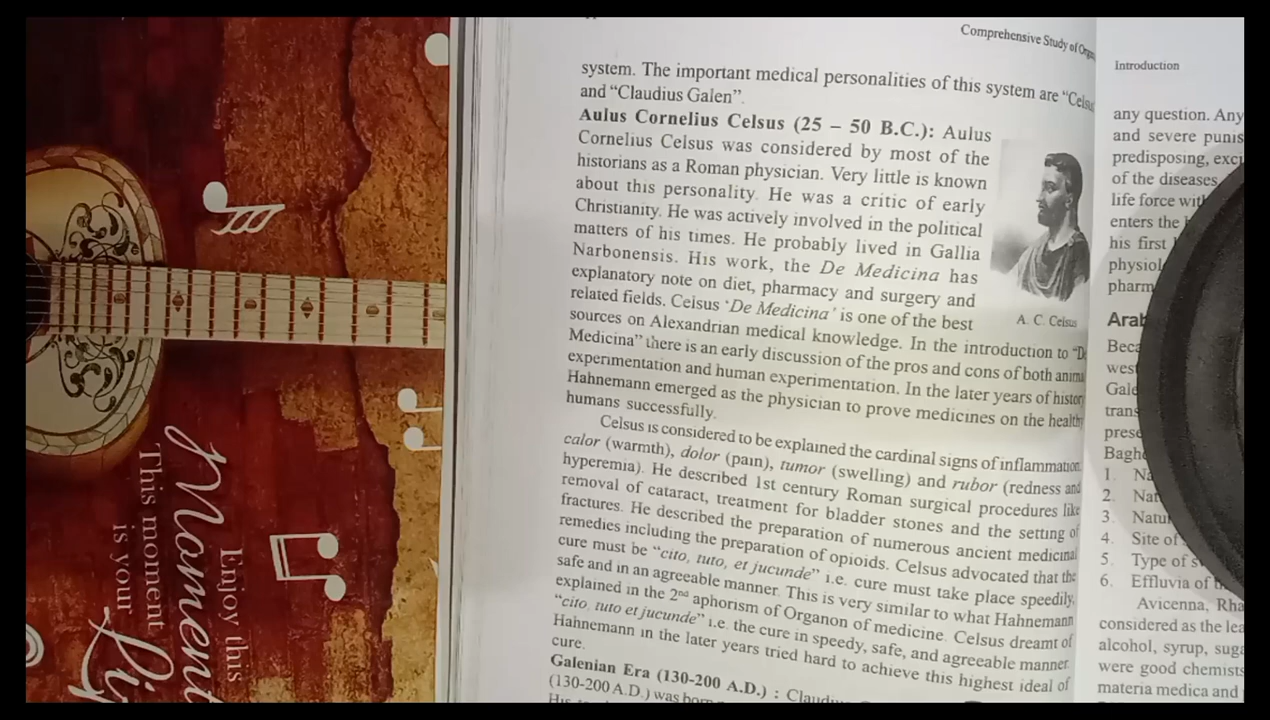 Comprehensive Study of
system. The important medical personalities of this system are "Celsus
and "Claudius Galen".
Aulus Cornelius Celsus (25 – 50 B.C.): Aulus
Cornelius Celsus was considered by most of the
historians as a Roman physician. Very little is known
about this personality. He was a critic of early
Christianity. He was actively involved in the political
matters of his times. He probably lived in Gallia
Narbonensis. His work, the De Medicina has
explanatory note on diet, pharmacy and surgery and
related fields. Celsus 'De Medicina' is one of the best
sources on Alexandrian medical knowledge. In the introduction to "D
Medicina" there is an early discussion of the pros and cons of both anima
experimentation and human experimentation. In the later years of histor
Hahnemann emerged as the physician to prove medicines on the health
humans successfully.
A. C. Celsus
Celsus is considered to be explained the cardinal signs of inflammation
calor (warmth), dolor (pain), tumor (swelling) and rubor (redness and
hyperemia). He described 1st century Roman surgical procedures like
removal of cataract, treatment for bladder stones and the setting of
fractures. He described the preparation of numerous ancient medicinal
remedies including the preparation of opioids. Celsus advocated that the
cure must be "cito, tuto, et jucunde" i.e. cure must take place speedily,
safe and in an agreeable manner. This is very similar to what Hahnemann
explained in the 2nd aphorism of Organon of medicine. Celsus dreamt of
"cito, tuto et jucunde" i.e. the cure in speedy, safe, and agreeable manner.
Hahnemann in the later years tried hard to achieve this highest ideal of
cure.
Galenian Era (130-200 A.D.) :
(130-200 A.D.) was born
Introduction
any question. Any
and severe punis
predisposing, exci
of the diseases
life force with
enters the
his first
physiol
pharm
Arab
Beca
west
Gale
trans
prese
Baghd
1. Na
2. Nat
3. Natu
4. Site of
5. Type of s
6. Effluvia of
Avicenna, Rha
considered as the lea
alcohol, syrup, suga
were good chemists
materia medica and
Enjoy this
Moment
This moment
is your
Li